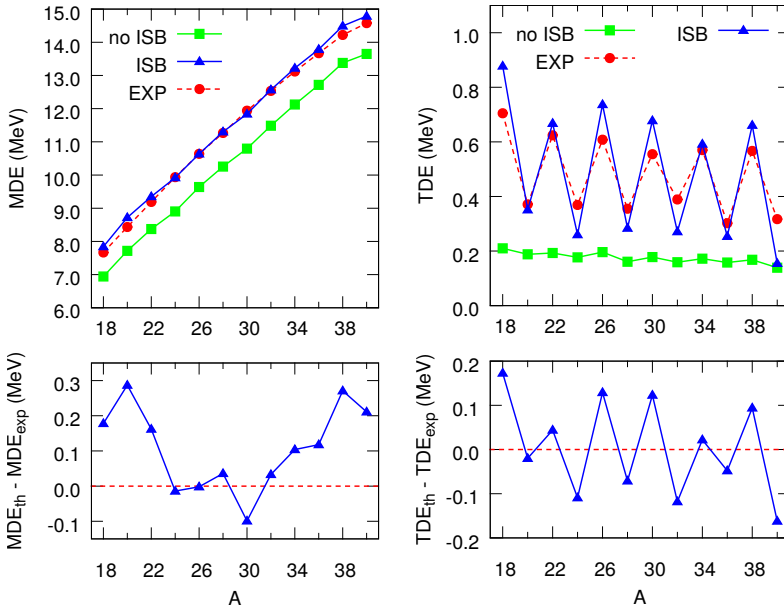 15.0
14.0
13.0
12.0
11.0
10.0
9.0
8.0
7.0
6.0
MDE (MeV)
no ISB
ISB
EXP
18 22 26 30 34 38
1.0
0.8
0.6
0.4
0.2
0.0
TDE (MeV)
no ISB
EXP
ISB
18 22 26 30 34 38
0.3
0.2
0.1
0.0
-0.1
MDEth - MDEexp (MeV)
18 22 26 30 34 38
A
0.2
0.1
0.0
-0.1
-0.2
TDEth - TDEexp (MeV)
18 22 26 30 34 38
A